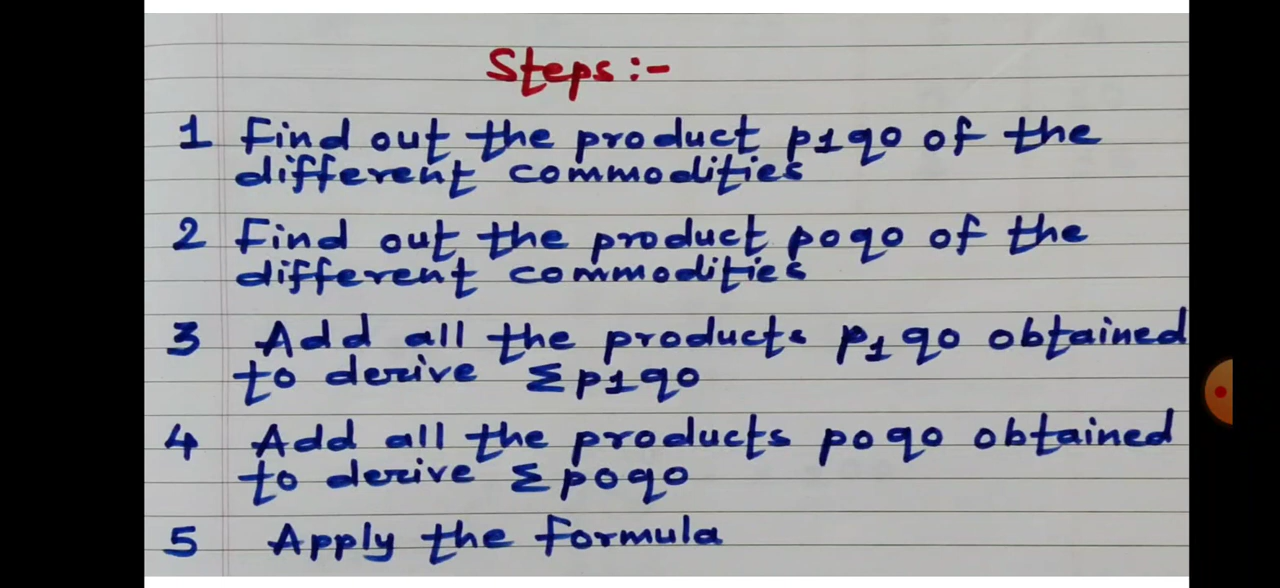 Steps :-
1 Find out the product p1q0 of the
different commodities
2 Find out the product p0q0 of the
different commodities
3 Add all the products p1q0 obtained
to derive Σp1q0
4 Add all the products p0q0 obtained
to derive Σp0q0
5 Apply the formula